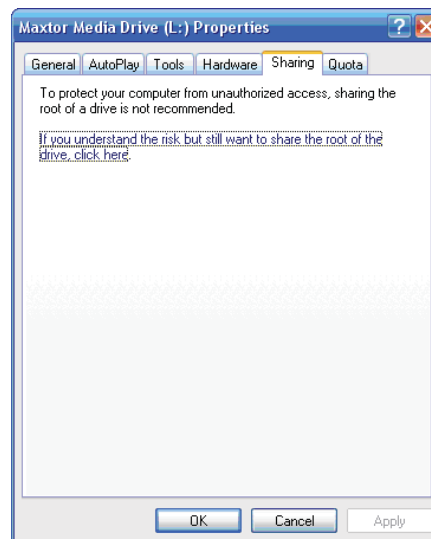 Maxtor Media Drive (L:) Properties
?
General AutoPlay Tools Hardware Sharing Quota
To protect your computer from unauthorized access, sharing the
root of a drive is not recommended.
If you understand the risk but still want to share the root of the
drive, click here.
OK Cancel Apply